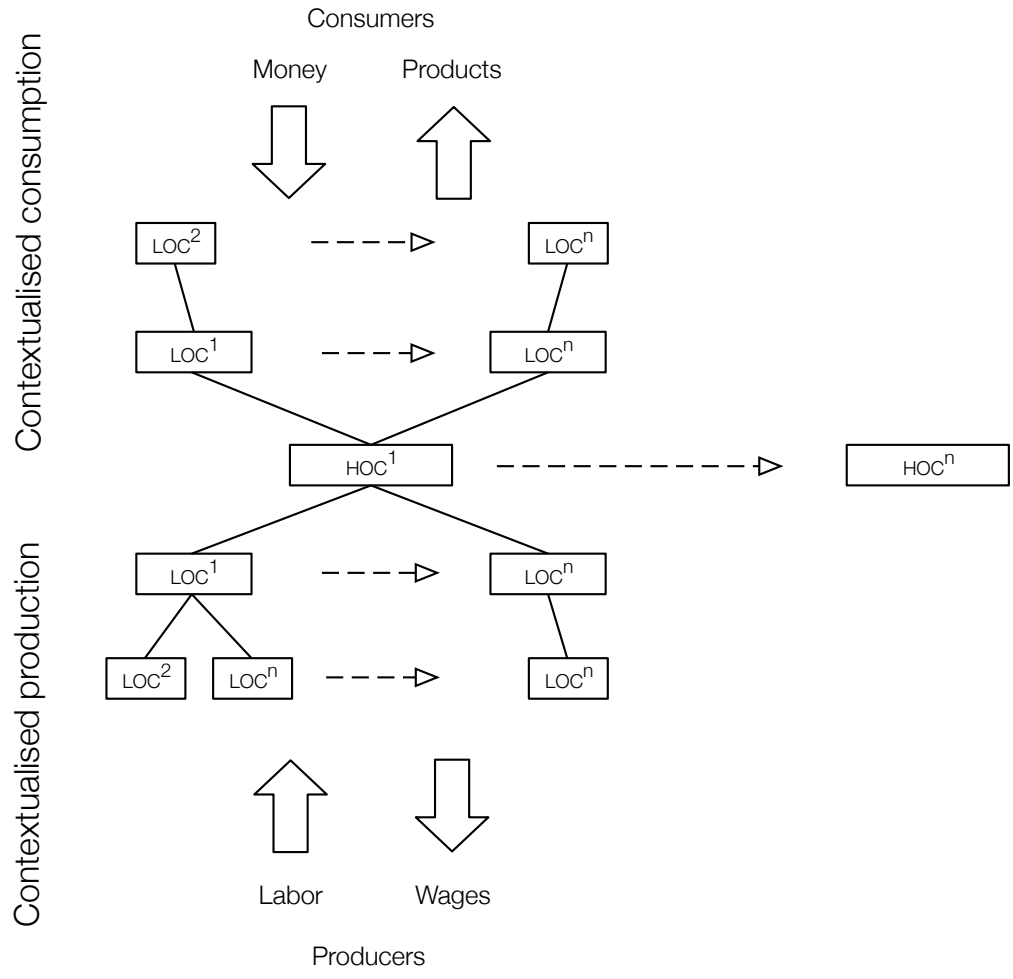 Consumers
Money Products
Contextualised consumption
LOC² LOCⁿ
LOC¹ LOCⁿ
HOC¹ HOCⁿ
Contextualised production
LOC¹ LOCⁿ
LOC² LOCⁿ LOCⁿ
Labor Wages
Producers